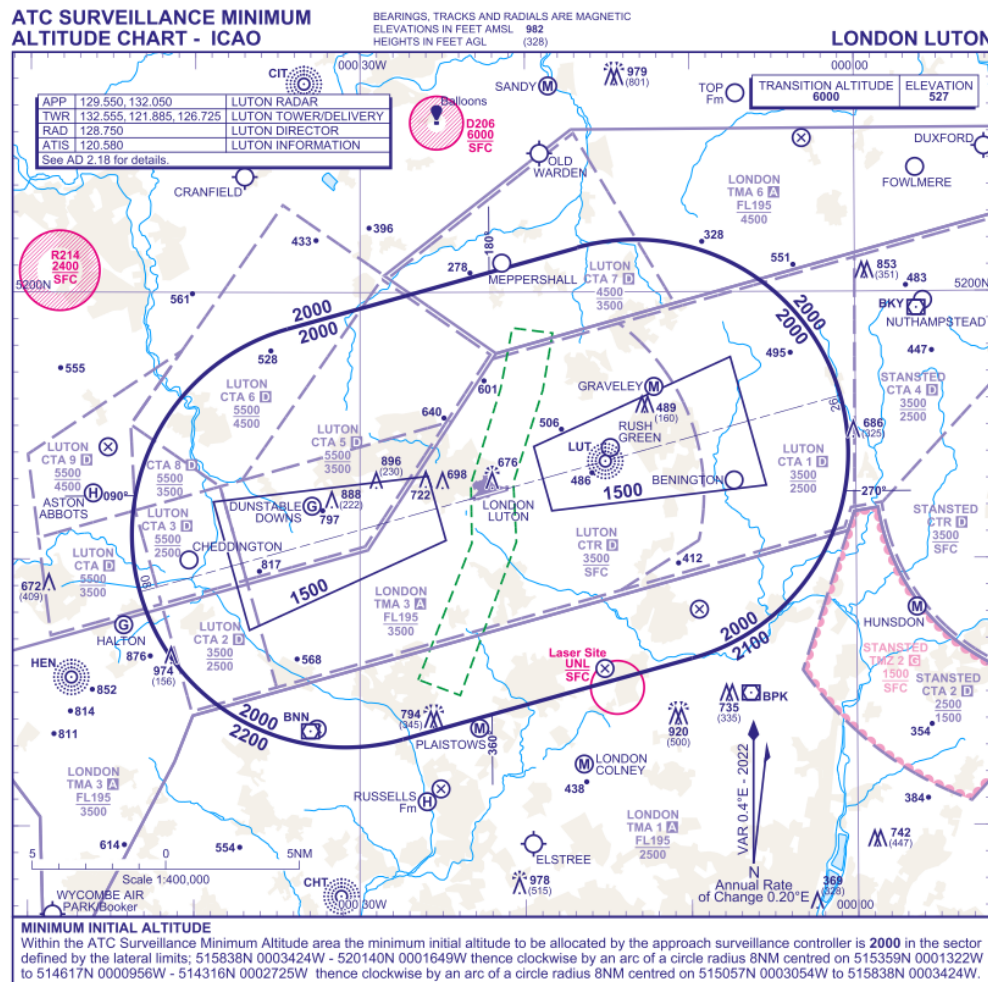 ATC SURVEILLANCE MINIMUM
ALTITUDE CHART - ICAO
BEARINGS, TRACKS AND RADIALS ARE MAGNETIC
ELEVATIONS IN FEET AMSL 982
HEIGHTS IN FEET AGL (328)
LONDON LUTON
000 30W
000 00
CIT
SANDY M
979
(801)
TOP
Fm
TRANSITION ALTITUDE
6000
ELEVATION
527
APP 129.550, 132.050 LUTON RADAR
TWR 132.555, 121.885, 126.725 LUTON TOWER/DELIVERY
RAD 128.750 LUTON DIRECTOR
ATIS 120.580 LUTON INFORMATION
See AD 2.18 for details.
Balloons
D206
6000
SFC
DUXFORD
OLD
WARDEN
FOWLMERE
CRANFIELD
LONDON
TMA 6 A
FL195
4500
R214
2400
SFC
433
396
180°
328
278
MEPPERSHALL
LUTON
CTA 7 D
4500
3500
551
853
(351)
483
5200N
5200N
561
BKY
NUTHAMPSTEAD
2000
2000
2000
2000
528
495
447
555
601
GRAVELEY M
STANSTED
CTA 4 D
3500
2500
LUTON
CTA 6 D
5500
4500
489
(160)
26
640
506
RUSH
GREEN
686
(325)
LUTON
CTA 5 D
5500
3500
LUTON
CTA 9 D
5500
4500
LUT
LUTON
CTA 1 D
3500
2500
CTA 8 D
5500
3500
896
(230)
698
676
486
1500
BENINGTON
H 090°
ASTON
ABBOTTS
722
270°
DUNSTABLE
DOWNS
G
888
(222)
797
LONDON
LUTON
LUTON
CTA 3 D
5500
2500
STANSTED
CTR D
3500
SFC
LUTON
CTR D
3500
SFC
CHEDDINGTON
LUTON
CTA D
5500
3500
412
817
80
672
(409)
1500
LONDON
TMA 3 A
FL195
3500
M
HUNSDON
G
HALTON
LUTON
CTA 2 D
3500
2500
2000
2100
STANSTED
TMZ 2 G
1500
SFC
876
974
(156)
568
Laser Site
UNL
SFC
HEN
STANSTED
CTA 2 D
2500
1500
852
735
(335)
BPK
814
2000
2200
BNN
794
(345)
PLAISTOWS M
920
(500)
354
811
360°
LONDON
TMA 3 A
FL195
3500
M LONDON
COLNEY
438
RUSSELLS
Fm
H
384
VAR 0.4°E - 2022
LONDON
TMA 1 A
FL195
2500
742
(447)
614
554
ELSTREE
5 0 5NM
Scale 1:400,000
N
Annual Rate
of Change 0.20°E
978
(515)
369
(328)
CHT
WYCOMBE AIR
PARK/Booker
000 30W
000 00
MINIMUM INITIAL ALTITUDE
Within the ATC Surveillance Minimum Altitude area the minimum initial altitude to be allocated by the approach surveillance controller is 2000 in the sector
defined by the lateral limits; 515838N 0003424W - 520140N 0001649W thence clockwise by an arc of a circle radius 8NM centred on 515359N 0001322W
to 514617N 0000956W - 514316N 0002725W thence clockwise by an arc of a circle radius 8NM centred on 515057N 0003054W to 515838N 0003424W.